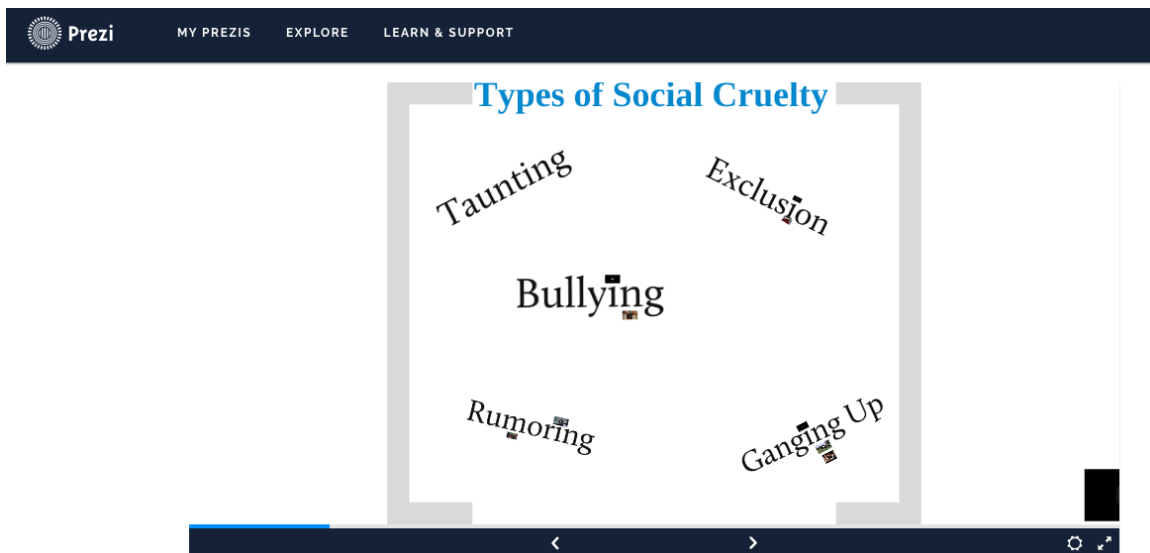 Prezi MY PREZIS EXPLORE LEARN & SUPPORT
Types of Social Cruelty
Taunting
Exclusion
Bullying
Rumoring
Ganging Up